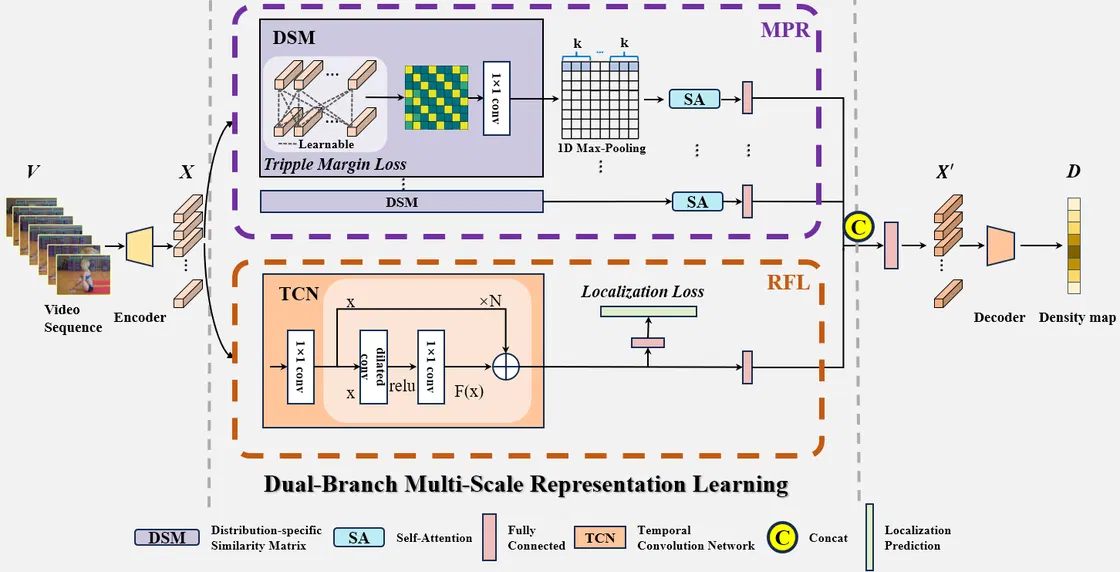 MPR
DSM
k
...
k
1×1 conv
SA
Learnable
1D Max-Pooling
Tripple Margin Loss
DSM
SA
V
X
Video
Sequence
Encoder
C
X'
D
Decoder
Density map
RFL
TCN
x
×N
Localization Loss
1×1 conv
dilated
conv
relu
1×1 conv
x
F(x)
Dual-Branch Multi-Scale Representation Learning
DSM
Distribution-specific
Similarity Matrix
SA
Self-Attention
Fully
Connected
TCN
Temporal
Convolution Network
C
Concat
Localization
Prediction